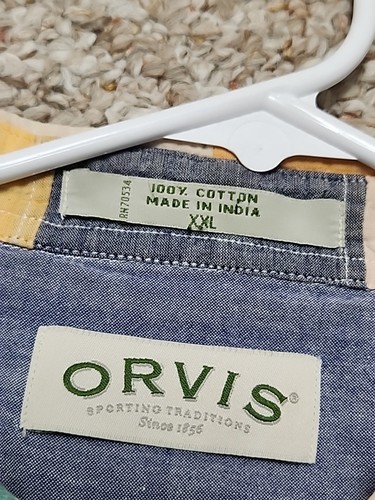 RN70534
100% COTTON
MADE IN INDIA
XXL
ORVIS®
SPORTING TRADITIONS
Since 1856